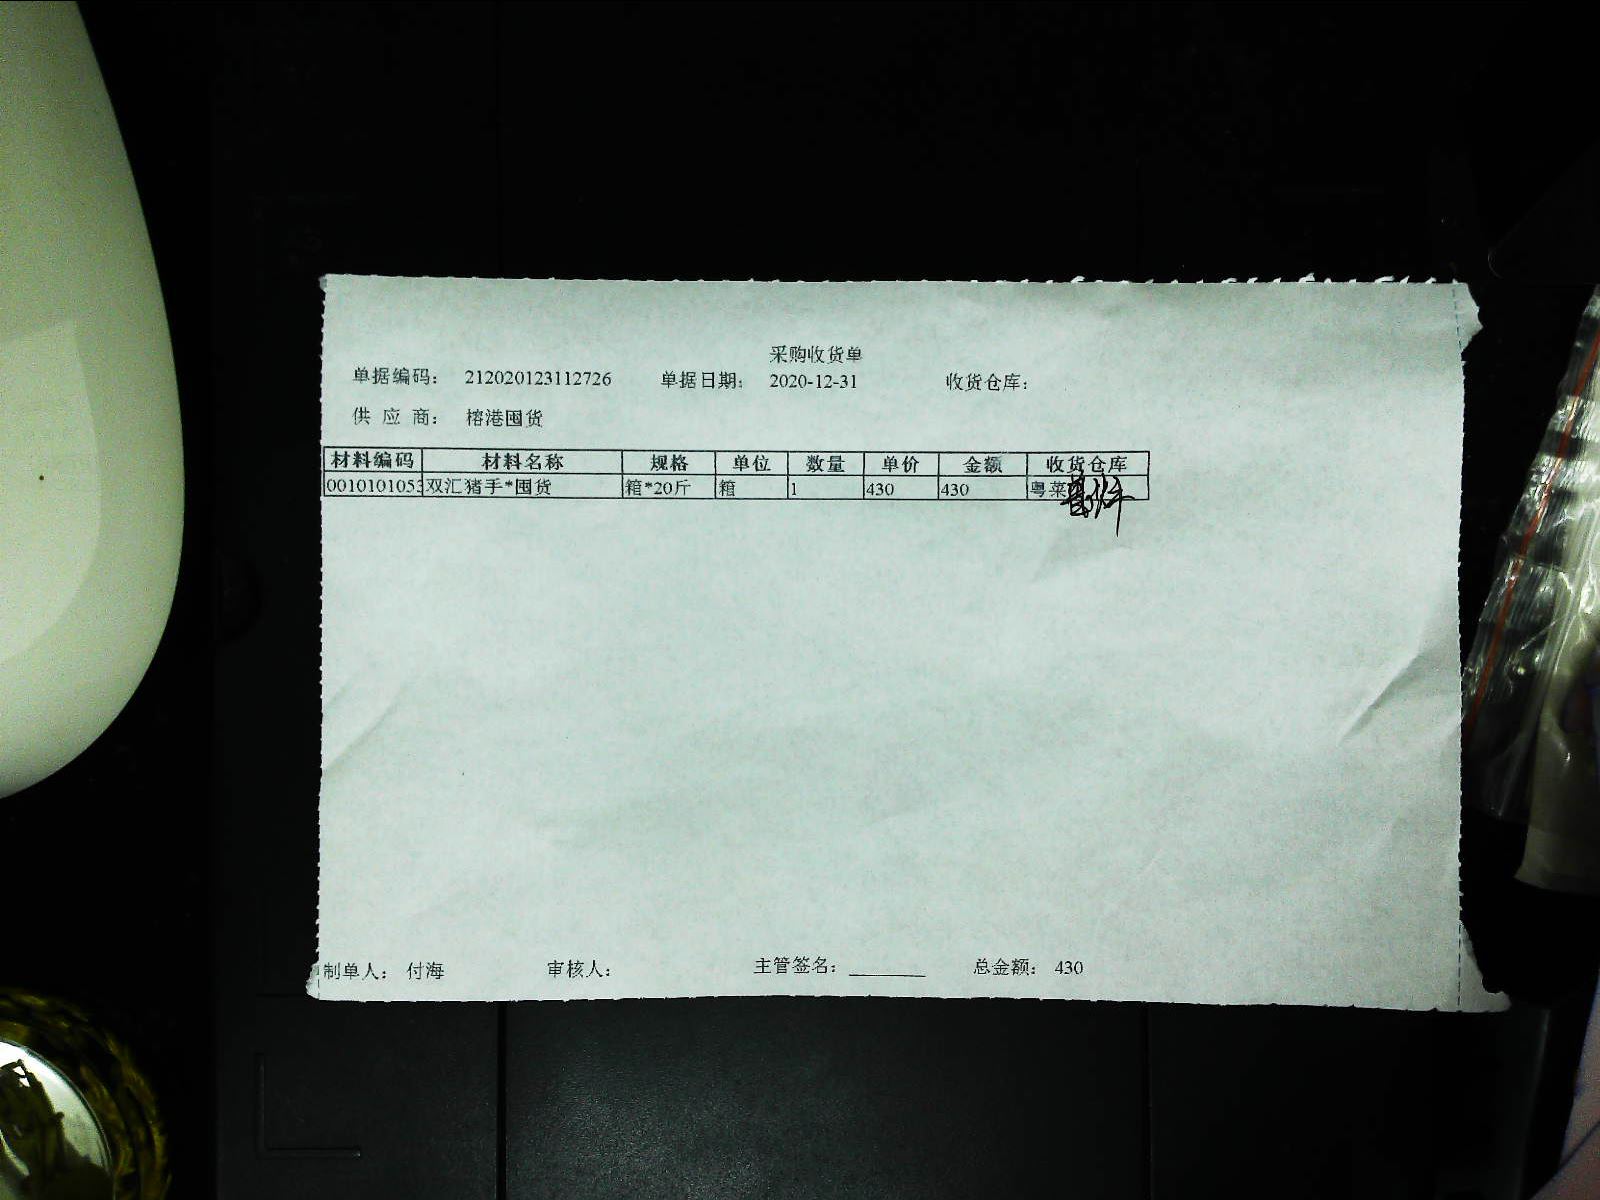 采购收货单
单据编码: 212020123112726 单据日期: 2020-12-31 收货仓库:
供 应 商: 榕港囤货
材料编码 材料名称 规格 单位 数量 单价 金额 收货仓库
0010101053 双汇猪手*囤货 箱*20斤 箱 1 430 430 粤菜
制单人: 付海 审核人: 主管签名: ________ 总金额: 430